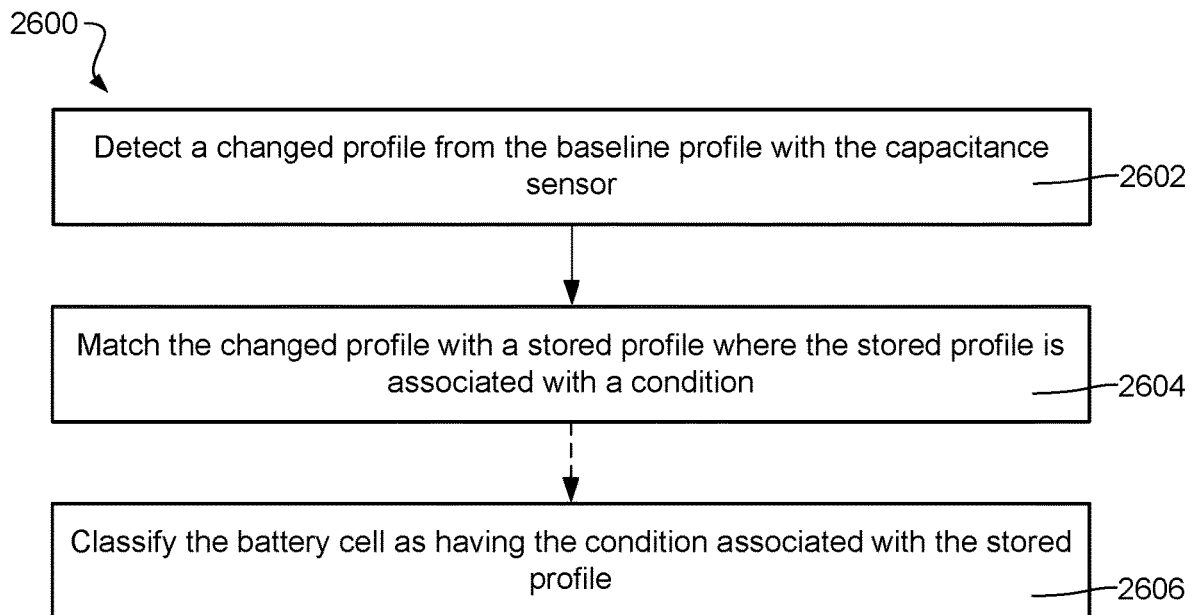 2600
Detect a changed profile from the baseline profile with the capacitance
sensor
2602
Match the changed profile with a stored profile where the stored profile is
associated with a condition
2604
Classify the battery cell as having the condition associated with the stored
profile
2606